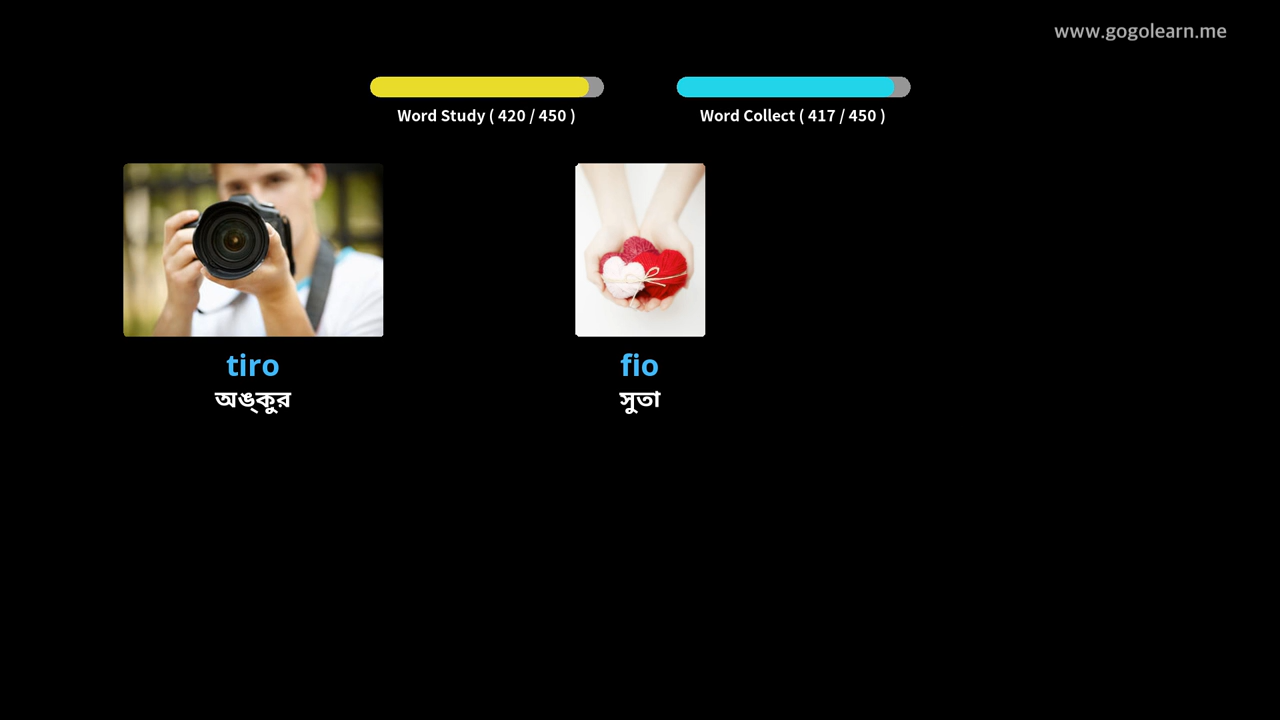 www.gogolearn.me
Word Study ( 420 / 450 )
Word Collect ( 417 / 450 )
tiro
অঙ্কুর
fio
সুতা